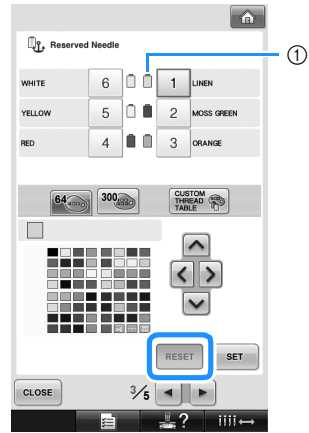 Reserved Needle
①
WHITE 6 1 LINEN
YELLOW 5 2 MOSS GREEN
RED 4 3 ORANGE
64 300 CUSTOM
THREAD
TABLE
RESET SET
CLOSE 3/5
?